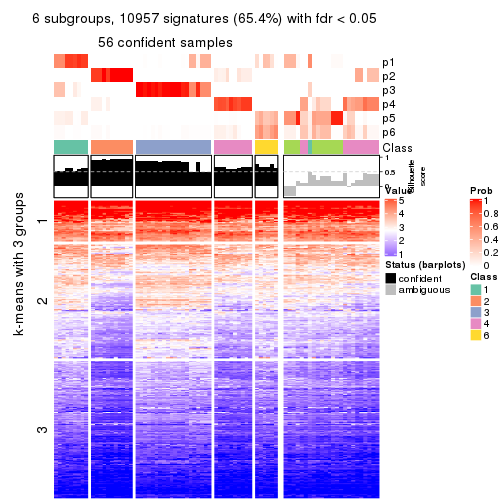 6 subgroups, 10957 signatures (65.4%) with fdr < 0.05
56 confident samples
p1
p2
p3
p4
p5
p6
Class
1
0.5
0
Silhouette
score
k-means with 3 groups
1
2
3
Value
5
4
3
2
1
Status (barplots)
confident
ambiguous
Prob
1
0.8
0.6
0.4
0.2
0
Class
1
2
3
4
5
6